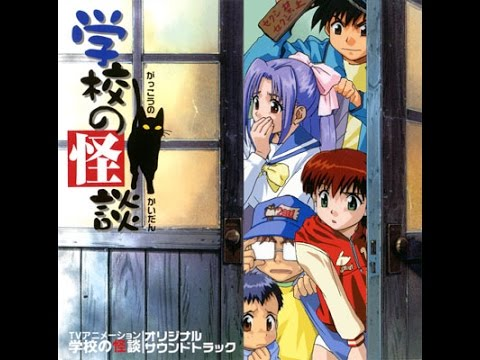 学校の怪談
がっこうの
かいだん
TVアニメーション
学校の怪談
オリジナル
サウンドトラック